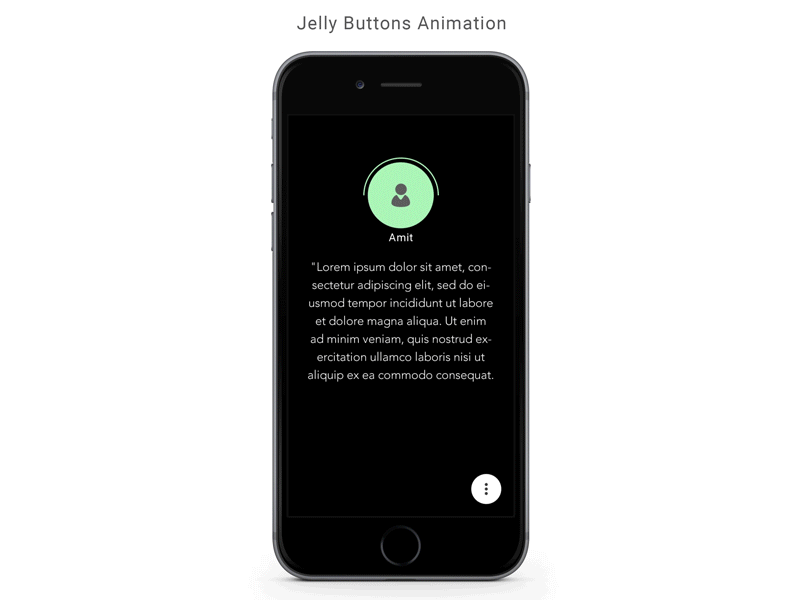 Jelly Buttons Animation
Amit
"Lorem ipsum dolor sit amet, con-
sectetur adipiscing elit, sed do ei-
usmod tempor incididunt ut labore
et dolore magna aliqua. Ut enim
ad minim veniam, quis nostrud ex-
ercitation ullamco laboris nisi ut
aliquip ex ea commodo consequat.